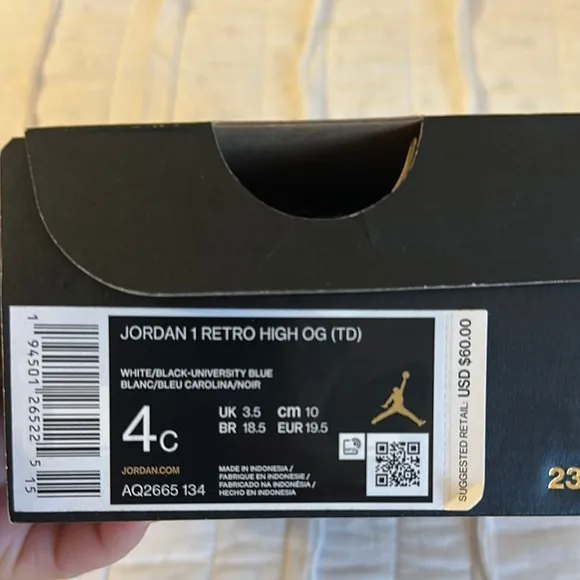 JORDAN 1 RETRO HIGH OG (TD)
WHITE/BLACK-UNIVERSITY BLUE
BLANC/BLEU CAROLINA/NOIR
4C
UK 3.5 cm 10
BR 18.5 EUR 19.5
JORDAN.COM
AQ2665 134
MADE IN INDONESIA /
FABRIQUE EN INDONESIE /
FABRICADO NA INDONÉSIA /
HECHO EN INDONESIA
1 94501 26522 5 15
SUGGESTED RETAIL: USD $60.00
23